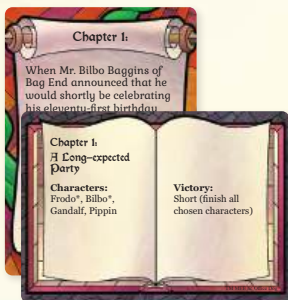 Chapter 1:
When Mr. Bilbo Baggins of
Bag End announced that he
would shortly be celebrating
his eleventy-first birthday
Chapter 1:
A Long-expected
Party
Characters:
Frodo*, Bilbo*,
Gandalf, Pippin
Victory:
Short (finish all
chosen characters)